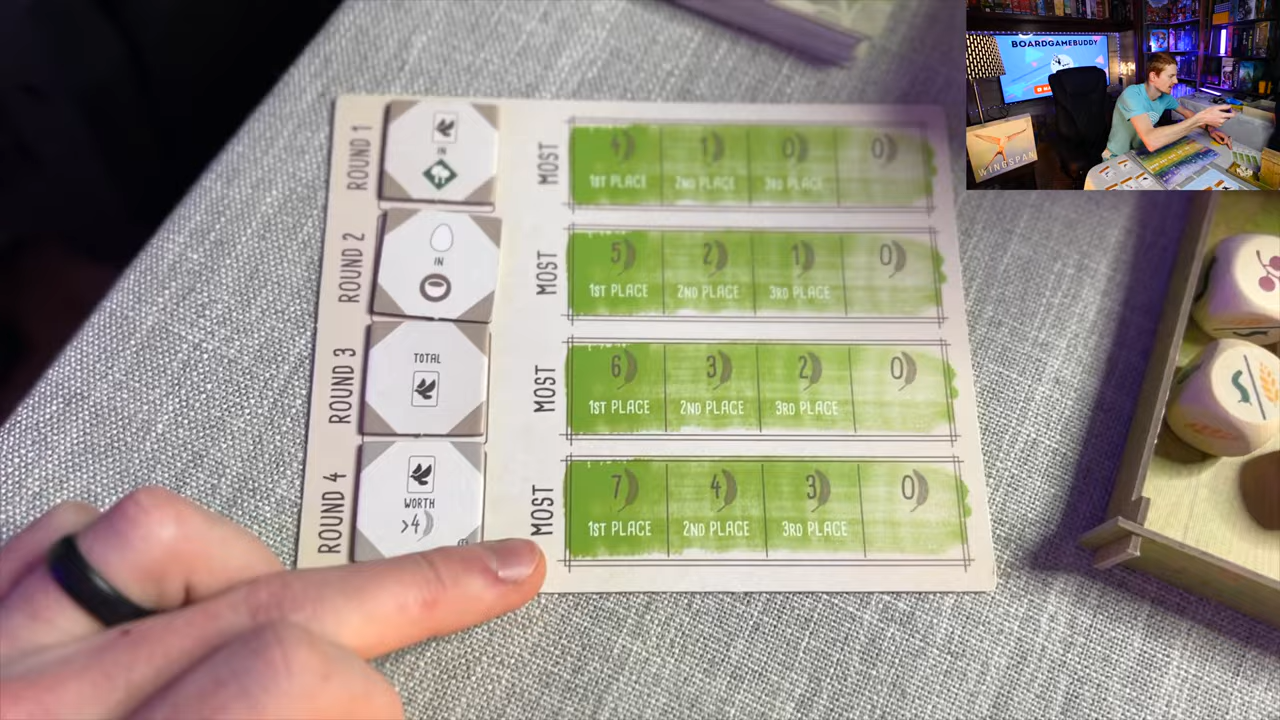 BOARDGAMEBUDDY
WINGSPAN
ROUND 1
IN
MOST
4
1ST PLACE
1
2ND PLACE
0
3RD PLACE
0
ROUND 2
IN
MOST
5
1ST PLACE
2
2ND PLACE
1
3RD PLACE
0
ROUND 3
TOTAL
MOST
6
1ST PLACE
3
2ND PLACE
2
3RD PLACE
0
ROUND 4
WORTH
>4
MOST
7
1ST PLACE
4
2ND PLACE
3
3RD PLACE
0